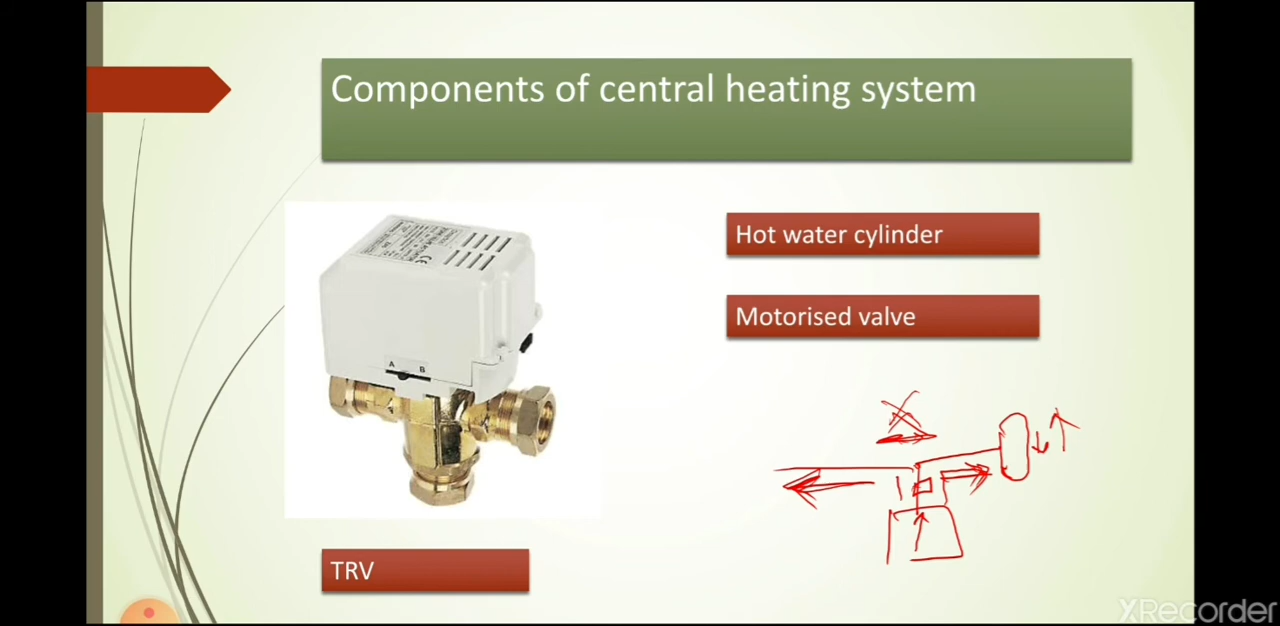 Components of central heating system
Hot water cylinder
Motorised valve
A B
TRV
XRecorder